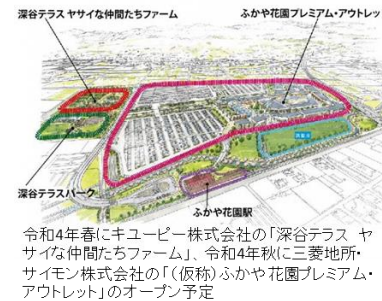 深谷テラス ヤサイな仲間たちファーム
ふかや花園プレミアム・アウトレッ
深谷テラスパーク
ふかや花園駅
令和4年春にキユーピー株式会社の「深谷テラス ヤ
サイな仲間たちファーム」、令和4年秋に三菱地所・
サイモン株式会社の「(仮称)ふかや花園プレミアム・
アウトレット」のオープン予定